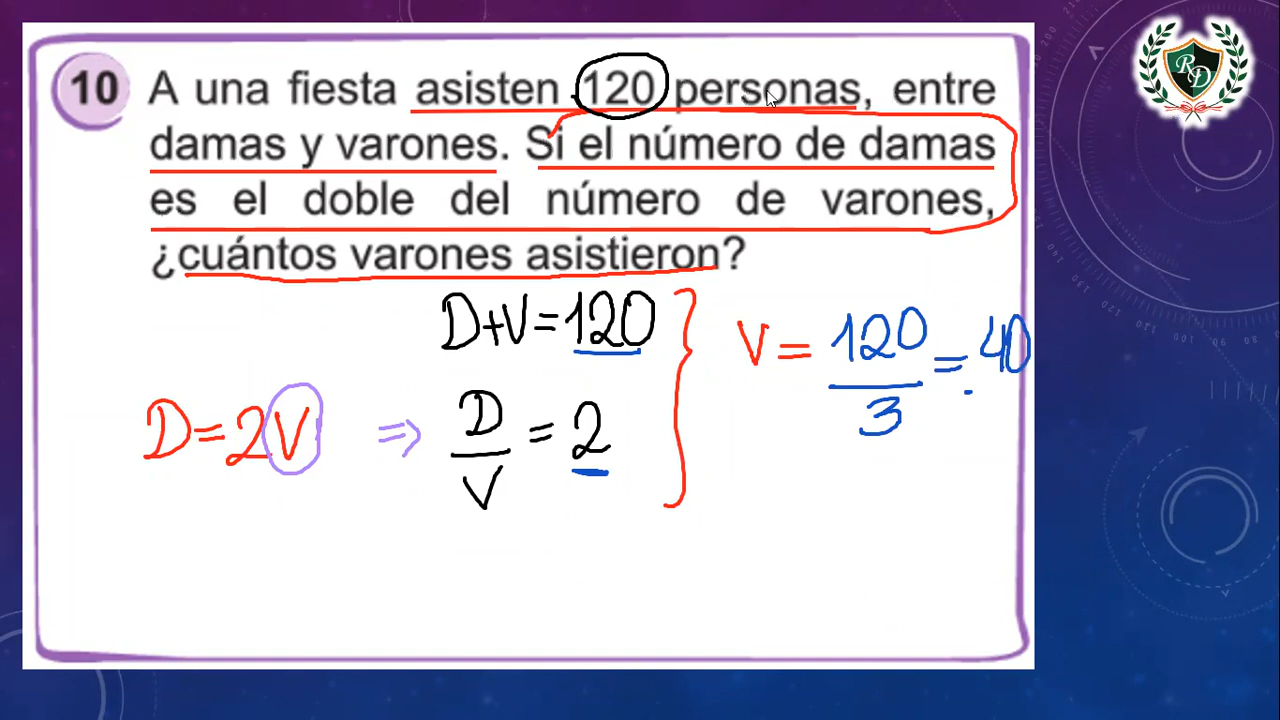 10 A una fiesta asisten 120 personas, entre
damas y varones. Si el número de damas
es el doble del número de varones,
¿cuántos varones asistieron?
D+V=120
V = 120/3 = 40
D=2V ⇒ D/V = 2
RD